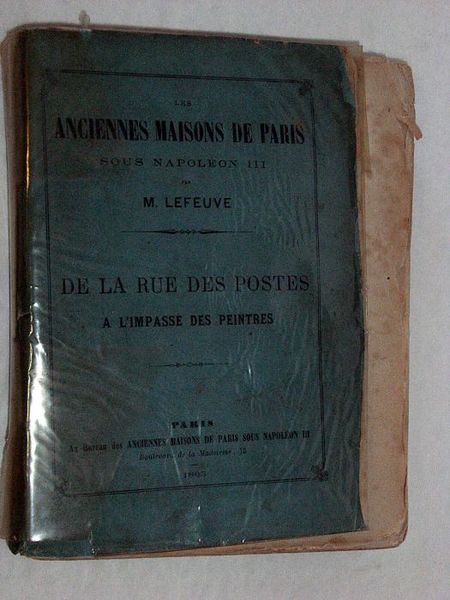 LES
ANCIENNES MAISONS DE PARIS
SOUS NAPOLEON III
PAR
M. LEFEUVE
DE LA RUE DES POSTES
A L'IMPASSE DES PEINTRES
PARIS
Au Bureau des ANCIENNES MAISONS DE PARIS SOUS NAPOLÉON III
Boulevard de la Madeleine, 15